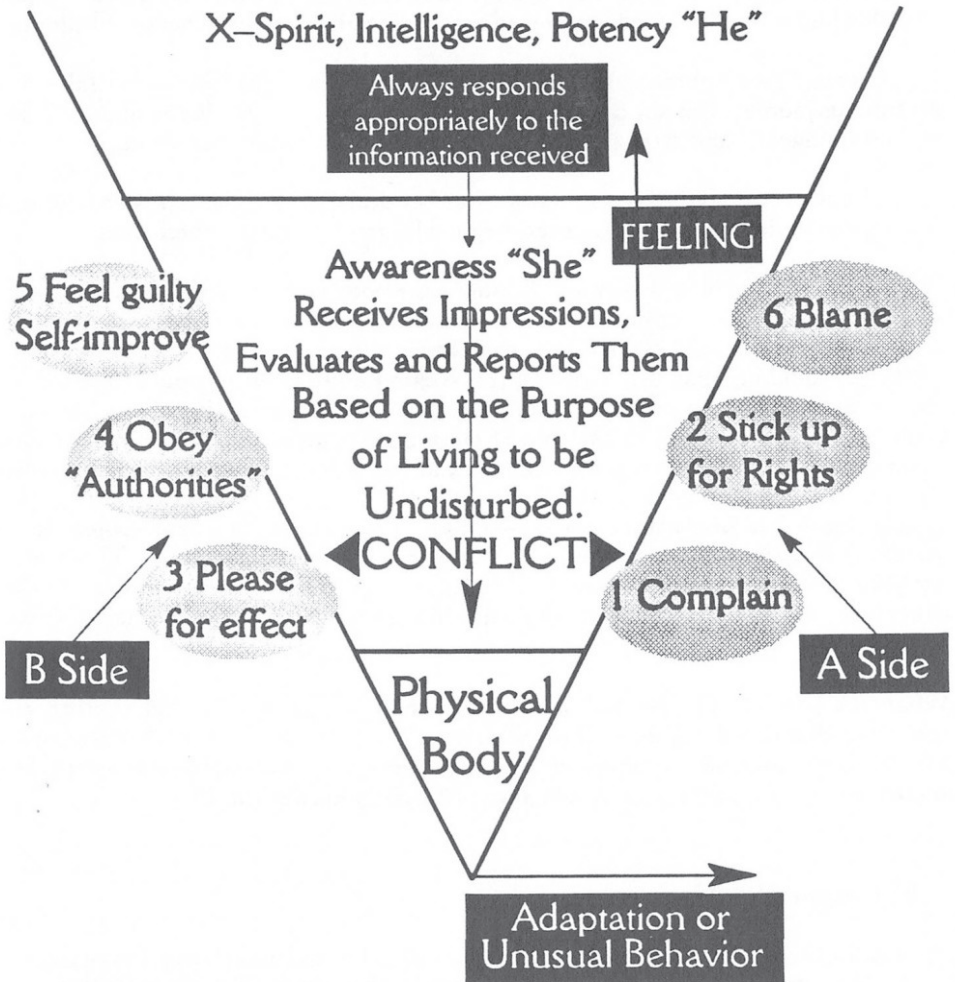 X–Spirit, Intelligence, Potency “He”
Always responds
appropriately to the
information received
FEELING
Awareness “She”
Receives Impressions,
Evaluates and Reports Them
Based on the Purpose
of Living to be
Undisturbed.
CONFLICT
5 Feel guilty
Self-improve
4 Obey
“Authorities”
3 Please
for effect
B Side
6 Blame
2 Stick up
for Rights
1 Complain
A Side
Physical
Body
Adaptation or
Unusual Behavior